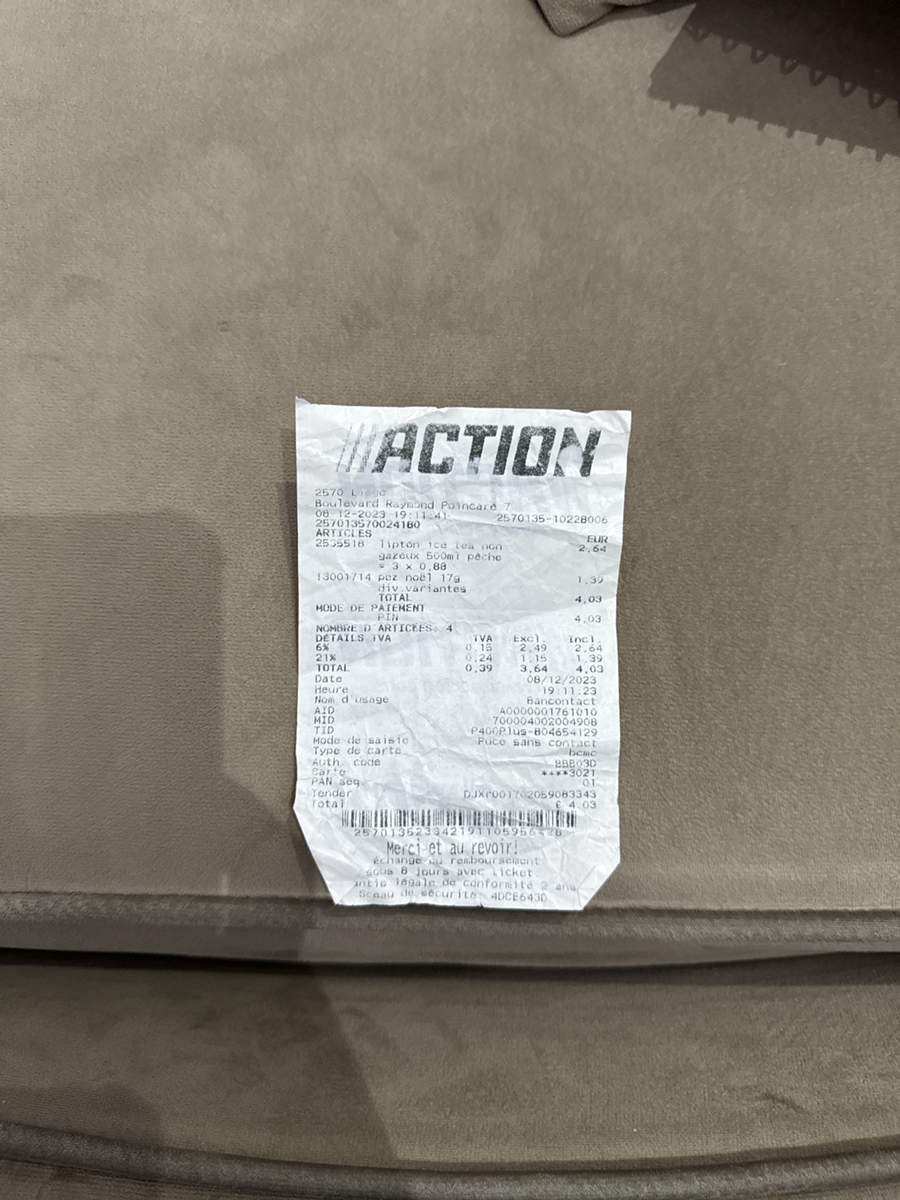 ACTION
2570 Liège
Boulevard Raymond Poincaré 7
08-12-2023 19:11:41 2570135-10228006
257013570024180
ARTICLES EUR
2535518 lipton ice tea non 2,64
gazeux 500ml pêche
= 3 x 0,88
13001714 pez noël 17g 1,39
div.variantes
TOTAL 4,03
MODE DE PAIEMENT
PIN 4,03
NOMBRE D'ARTICLES: 4
DÉTAILS TVA TVA Excl. Incl.
6% 0,15 2,49 2,64
21% 0,24 1,15 1,39
TOTAL 0,39 3,64 4,03
Date 08/12/2023
Heure 19:11:23
Nom d'usage Bancontact
AID A0000001761010
MID 700004002004908
TID P400Plus-804654129
Mode de saisie Puce sans contact
Type de carte bcmc
Auth. code BBB03D
Carte ****3021
PAN seq 01
Tender DJXr001702059083343
Total € 4,03
Merci et au revoir!
échange ou remboursement
sous 8 jours avec ticket.
légale de conformité 2 ans
Sceau de sécurité: 4DCE643D